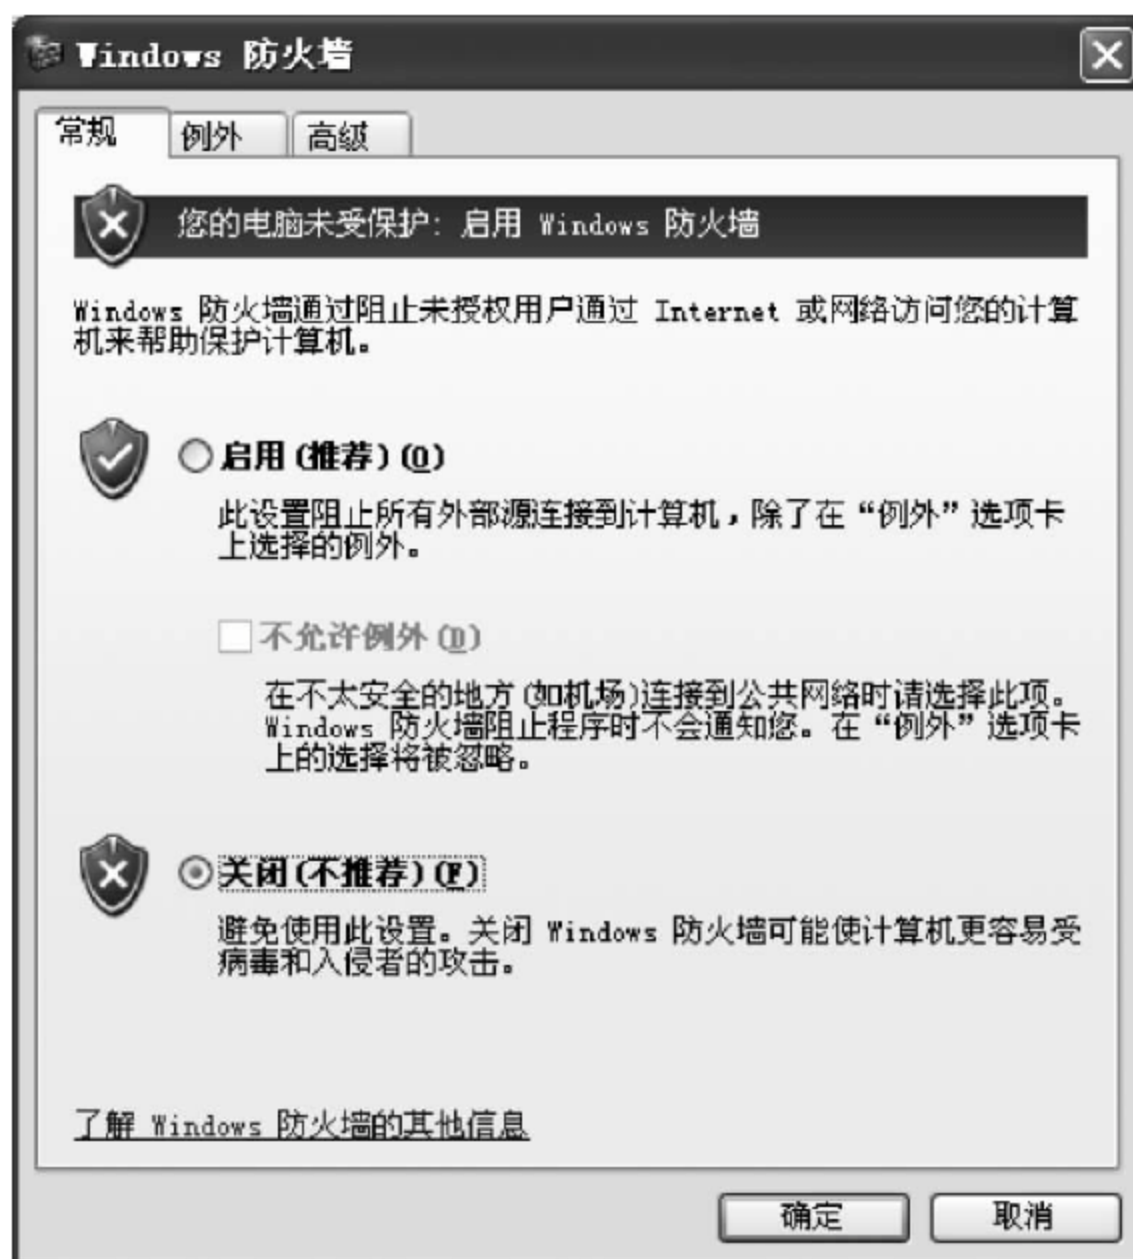 Windows 防火墙
常规 例外 高级
您的电脑未受保护: 启用 Windows 防火墙
Windows 防火墙通过阻止未授权用户通过 Internet 或网络访问您的计算
机来帮助保护计算机。
启用(推荐)(O)
此设置阻止所有外部源连接到计算机，除了在“例外”选项卡
上选择的例外。
不允许例外(D)
在不太安全的地方(如机场)连接到公共网络时请选择此项。
Windows 防火墙阻止程序时不会通知您。在“例外”选项卡
上的选择将被忽略。
关闭(不推荐)(F)
避免使用此设置。关闭 Windows 防火墙可能使计算机更容易受
病毒和入侵者的攻击。
了解 Windows 防火墙的其他信息
确定 取消